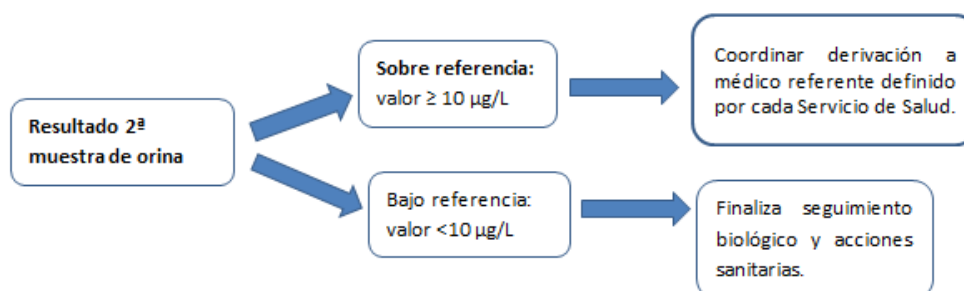 Resultado 2ª
muestra de orina
Sobre referencia:
valor ≥ 10 µg/L
Coordinar derivación a
médico referente definido
por cada Servicio de Salud.
Bajo referencia:
valor <10 µg/L
Finaliza seguimiento
biológico y acciones
sanitarias.